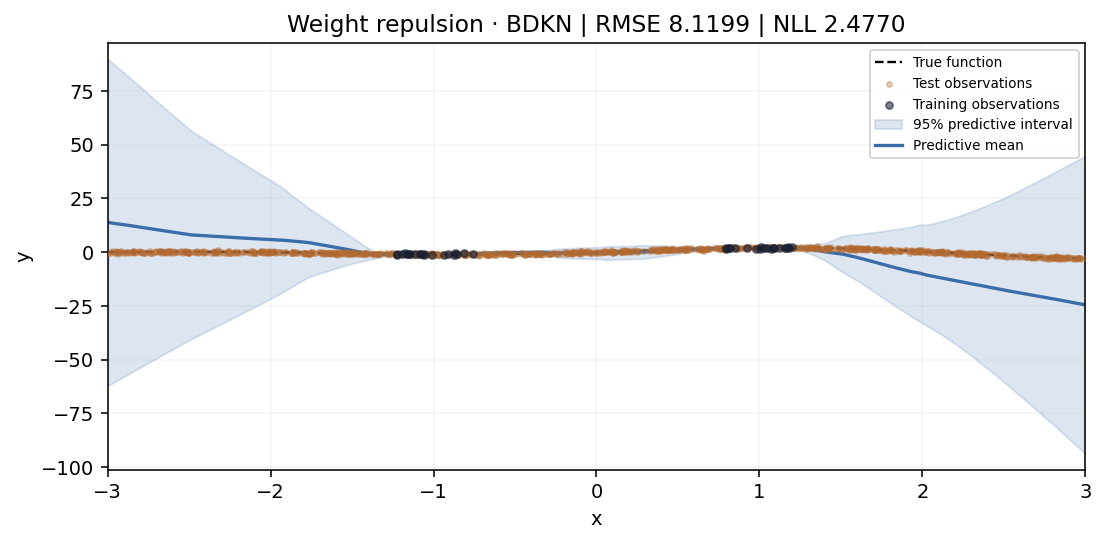 Weight repulsion · BDKN | RMSE 8.1199 | NLL 2.4770
True function
Test observations
Training observations
95% predictive interval
Predictive mean
75
50
25
0
−25
−50
−75
−100
y
−3
−2
−1
0
1
2
3
x